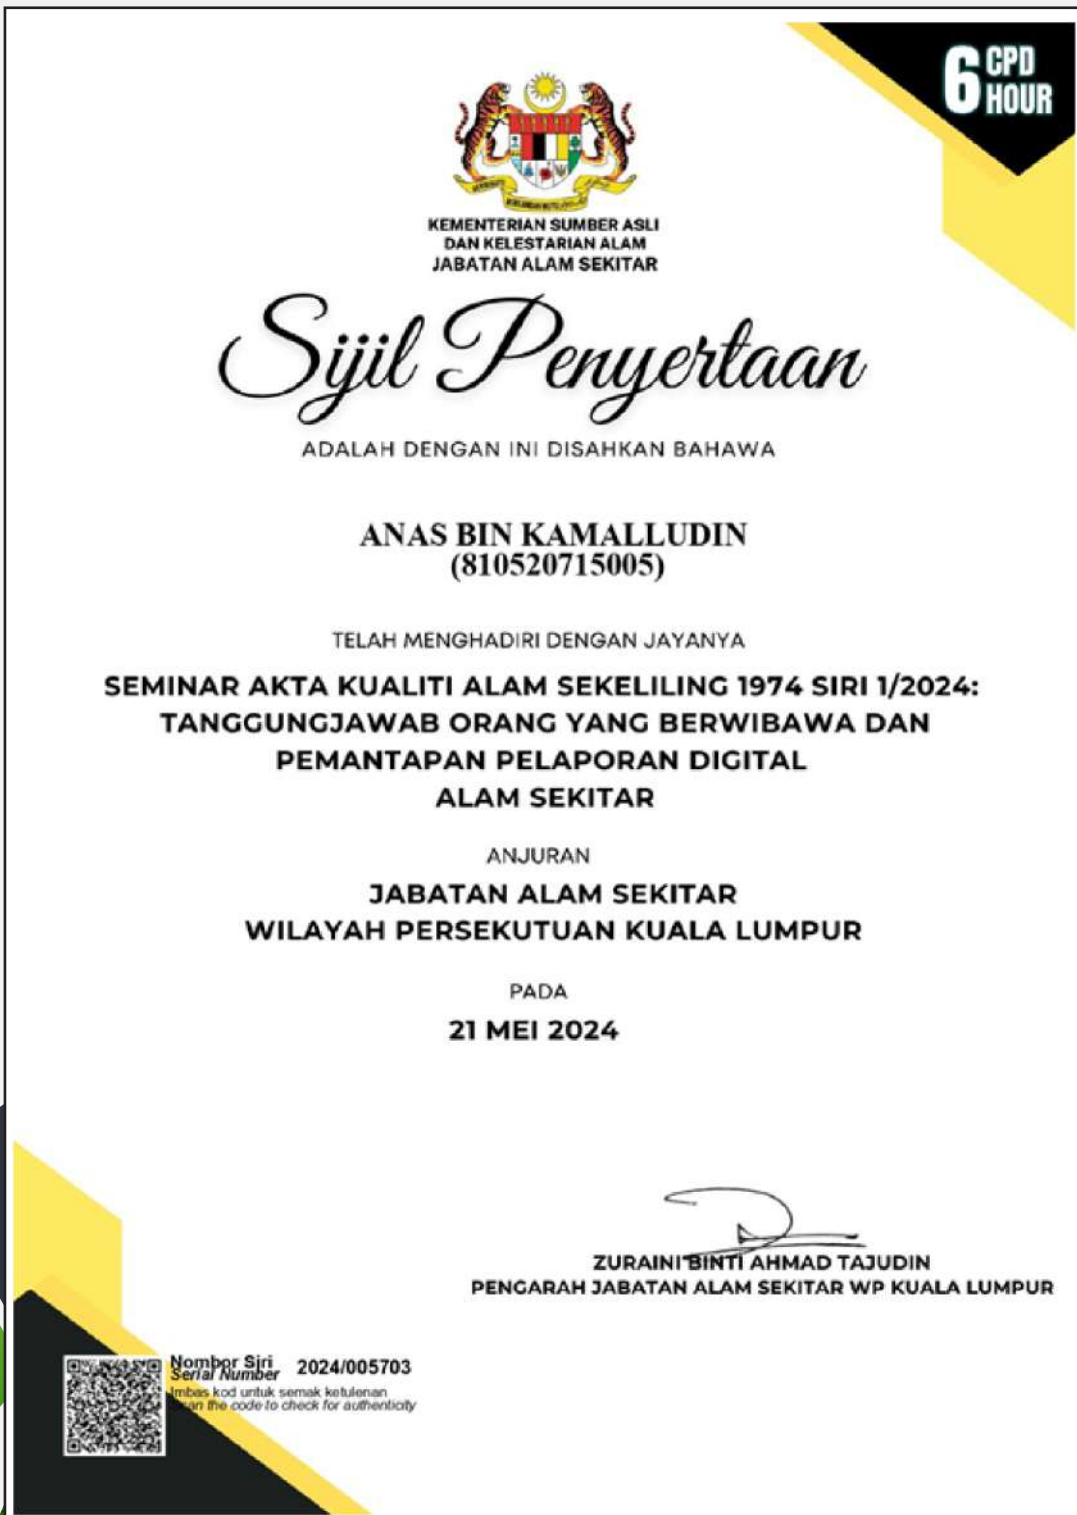 6 CPD
HOUR
KEMENTERIAN SUMBER ASLI
DAN KELESTARIAN ALAM
JABATAN ALAM SEKITAR
Sijil Penyertaan
ADALAH DENGAN INI DISAHKAN BAHAWA
ANAS BIN KAMALLUDIN
(810520715005)
TELAH MENGHADIRI DENGAN JAYANYA
SEMINAR AKTA KUALITI ALAM SEKELILING 1974 SIRI 1/2024:
TANGGUNGJAWAB ORANG YANG BERWIBAWA DAN
PEMANTAPAN PELAPORAN DIGITAL
ALAM SEKITAR
ANJURAN
JABATAN ALAM SEKITAR
WILAYAH PERSEKUTUAN KUALA LUMPUR
PADA
21 MEI 2024
ZURAINI BINTI AHMAD TAJUDIN
PENGARAH JABATAN ALAM SEKITAR WP KUALA LUMPUR
Nombor Siri 2024/005703
Serial Number
Imbas kod untuk semak ketulenan
Scan the code to check for authenticity